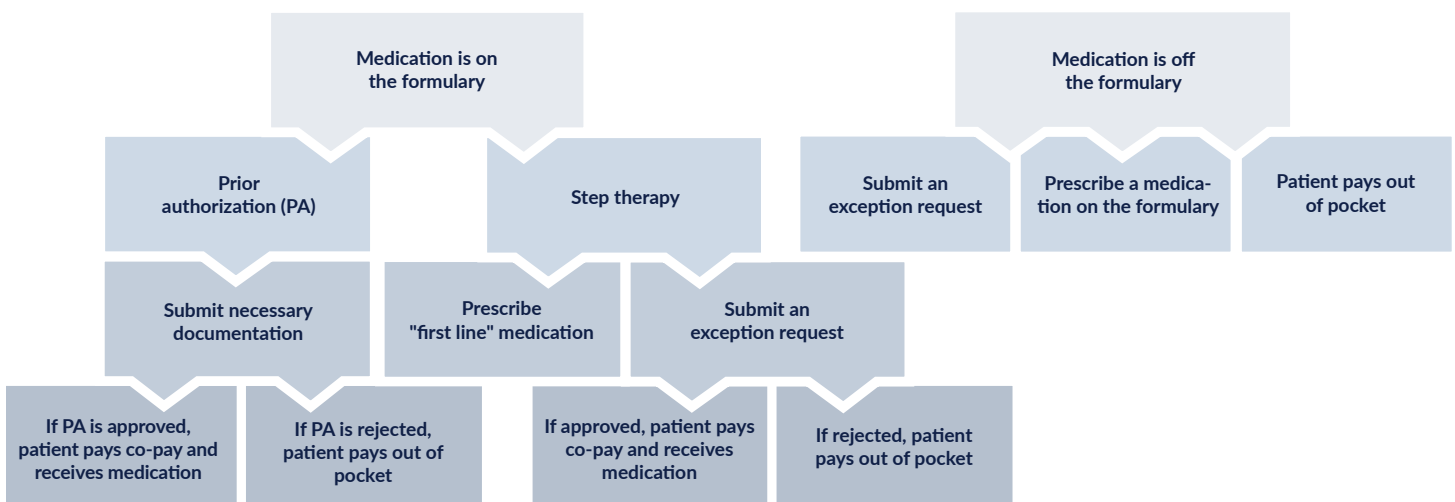 Medication is on
the formulary
Medication is off
the formulary
Prior
authorization (PA)
Step therapy
Submit an
exception request
Prescribe a medica-
tion on the formulary
Patient pays out
of pocket
Submit necessary
documentation
Prescribe
"first line" medication
Submit an
exception request
If PA is approved,
patient pays co-pay and
receives medication
If PA is rejected,
patient pays out of
pocket
If approved, patient pays
co-pay and receives
medication
If rejected, patient
pays out of pocket